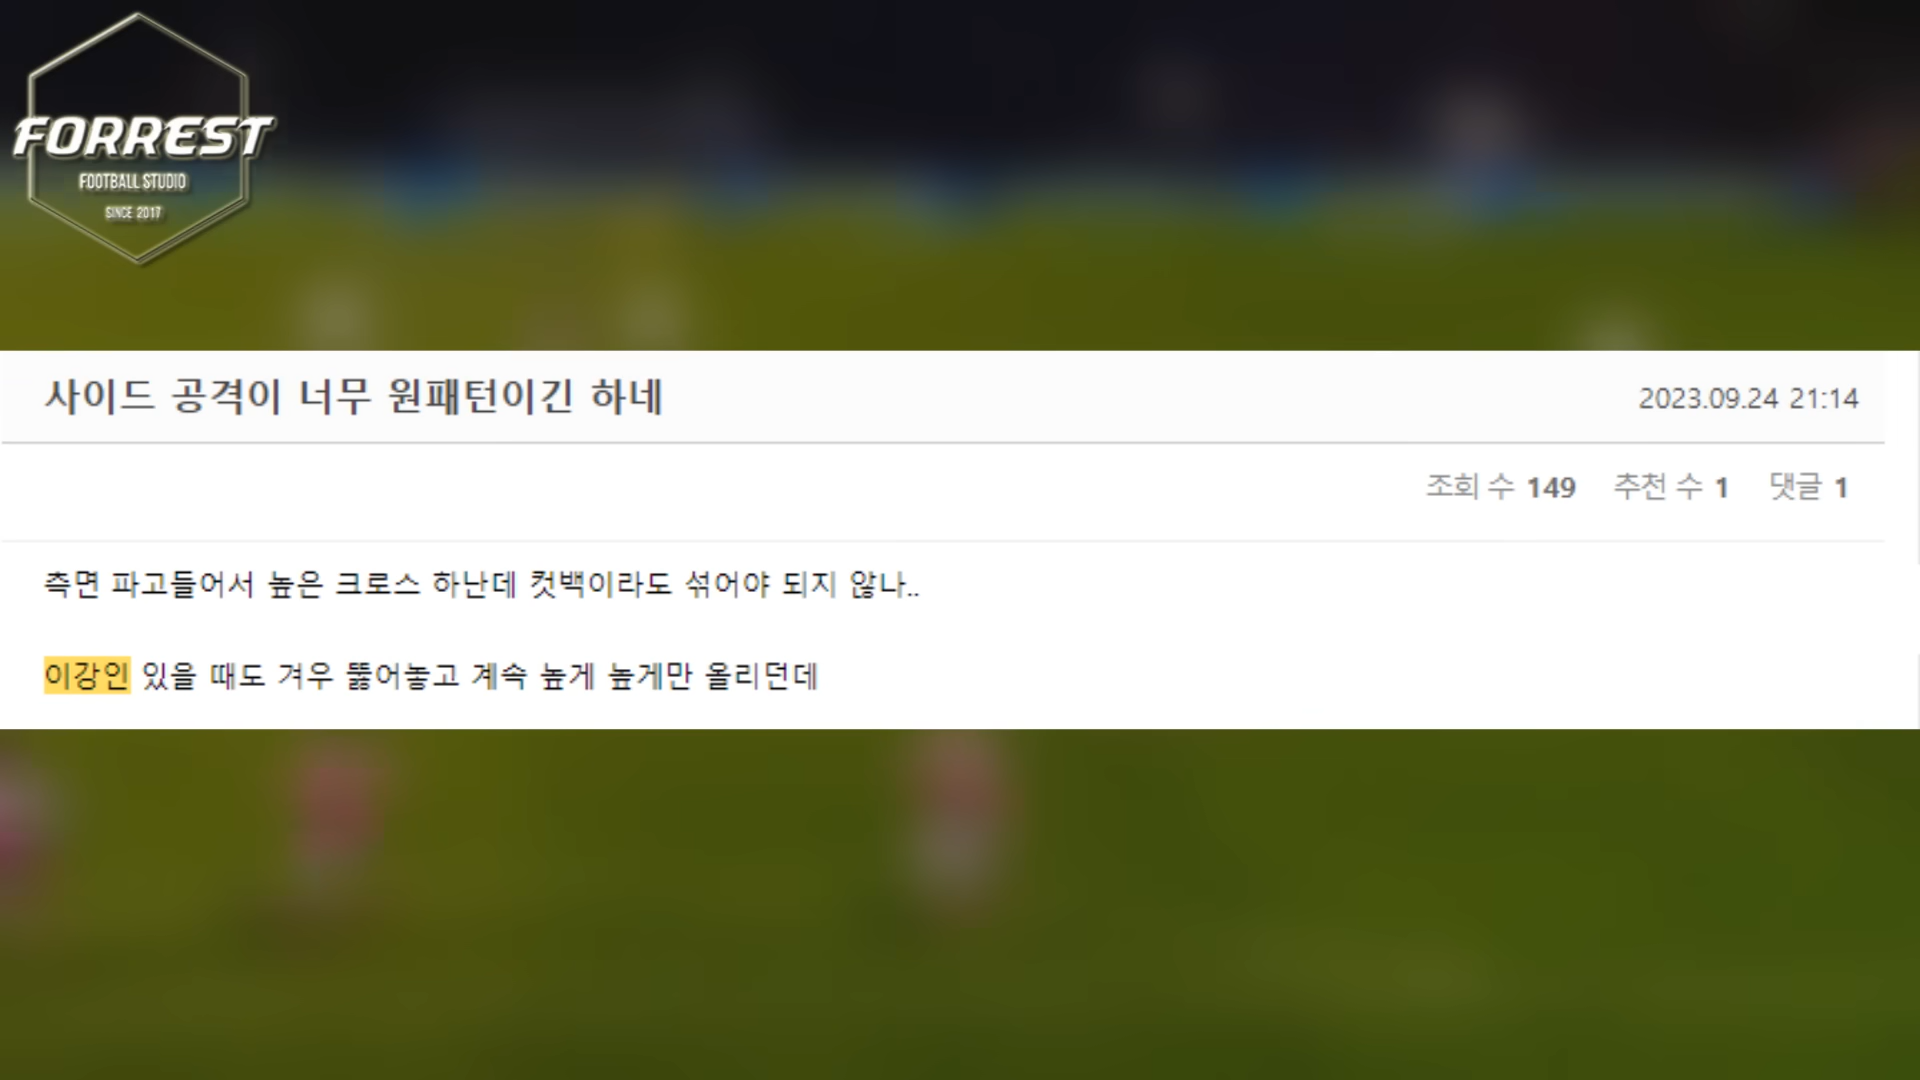 FORREST
FOOTBALL STUDIO
SINCE 2017
사이드 공격이 너무 원패턴이긴 하네
2023.09.24 21:14
조회 수 149 추천 수 1 댓글 1
측면 파고들어서 높은 크로스 하난데 컷백이라도 섞어야 되지 않나..
이강인 있을 때도 겨우 뚫어놓고 계속 높게 높게만 올리던데